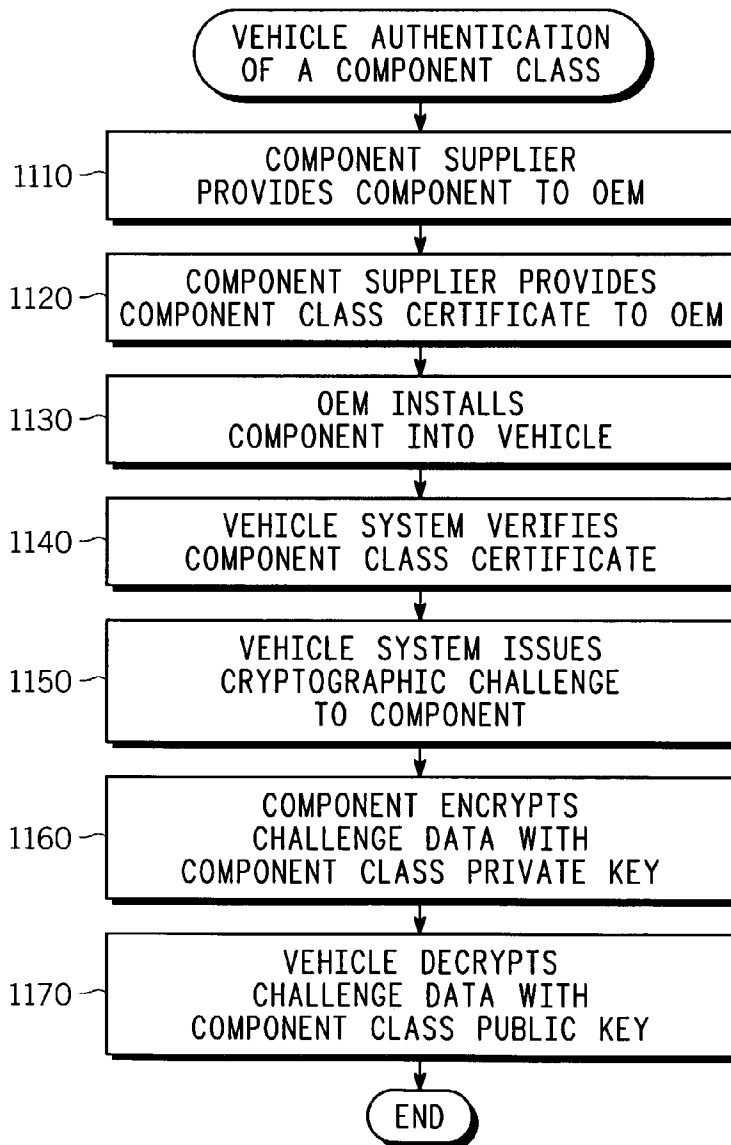 VEHICLE AUTHENTICATION
OF A COMPONENT CLASS
1110
COMPONENT SUPPLIER
PROVIDES COMPONENT TO OEM
1120
COMPONENT SUPPLIER PROVIDES
COMPONENT CLASS CERTIFICATE TO OEM
1130
OEM INSTALLS
COMPONENT INTO VEHICLE
1140
VEHICLE SYSTEM VERIFIES
COMPONENT CLASS CERTIFICATE
1150
VEHICLE SYSTEM ISSUES
CRYPTOGRAPHIC CHALLENGE
TO COMPONENT
1160
COMPONENT ENCRYPTS
CHALLENGE DATA WITH
COMPONENT CLASS PRIVATE KEY
1170
VEHICLE DECRYPTS
CHALLENGE DATA WITH
COMPONENT CLASS PUBLIC KEY
END